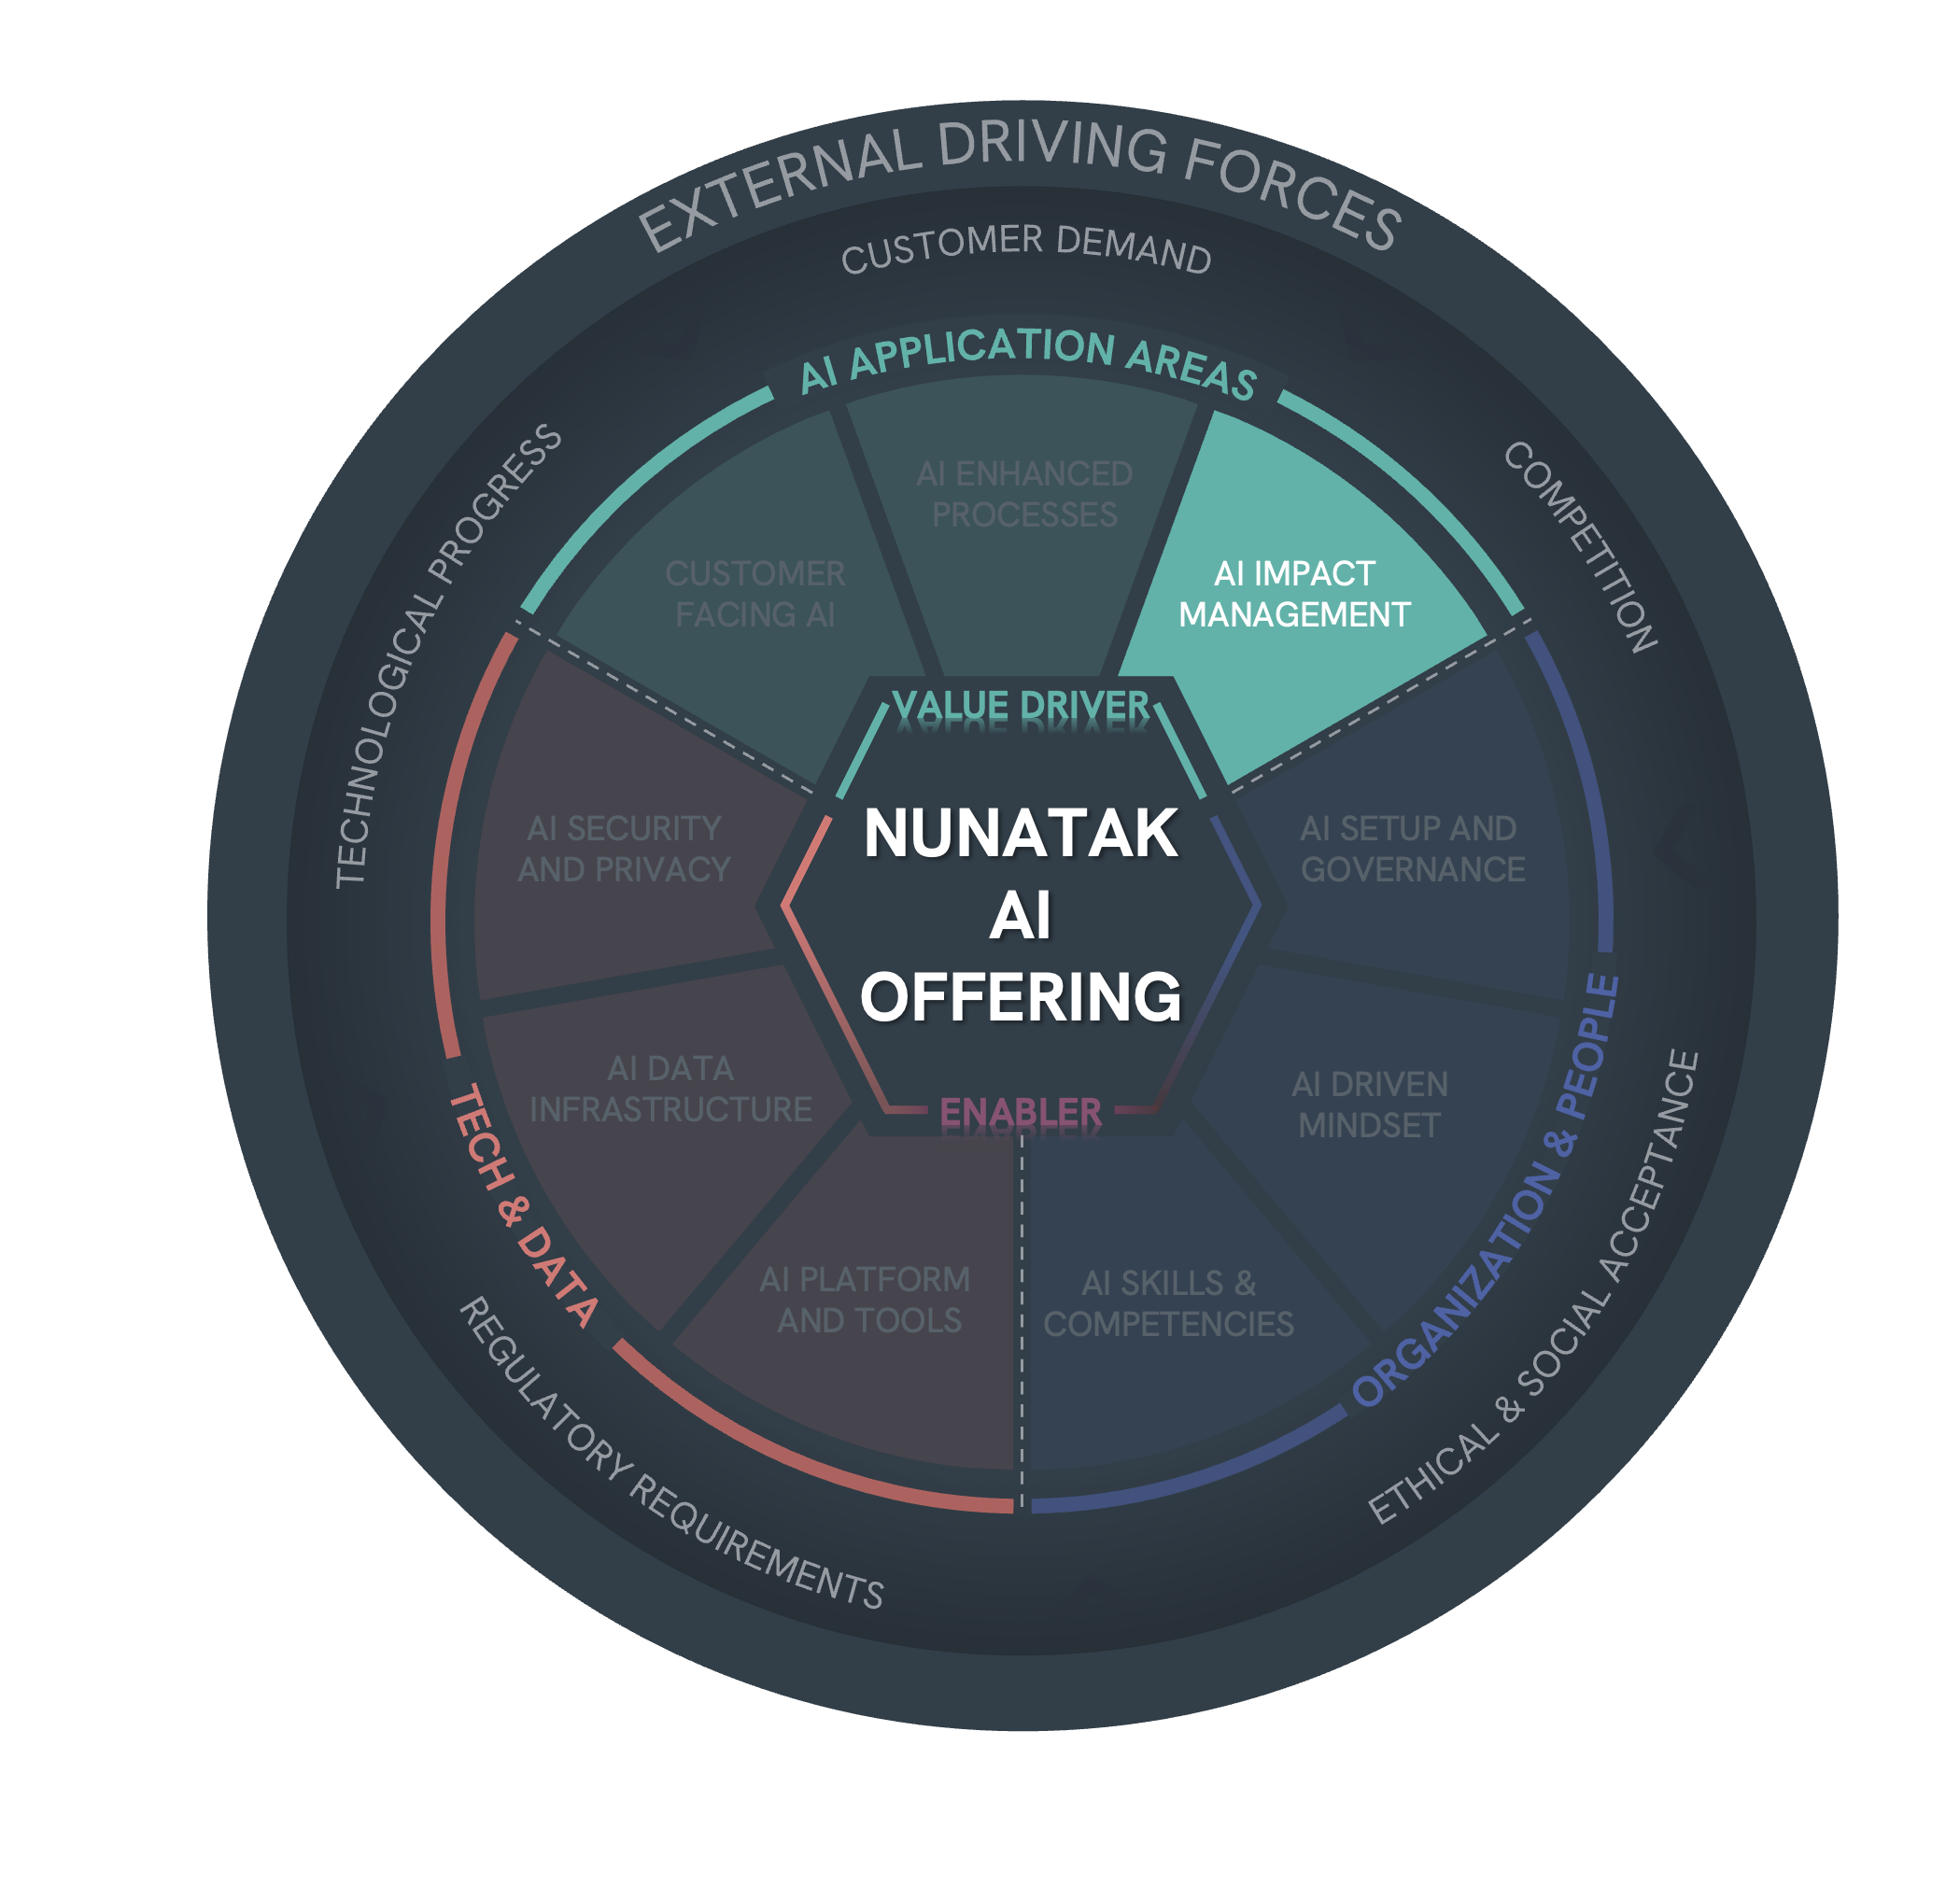 EXTERNAL DRIVING FORCES
CUSTOMER DEMAND
TECHNOLOGICAL PROGRESS
COMPETITION
AI APPLICATION AREAS
AI ENHANCED
PROCESSES
CUSTOMER
FACING AI
AI IMPACT
MANAGEMENT
VALUE DRIVER
NUNATAK
AI
OFFERING
ENABLER
AI SECURITY
AND PRIVACY
AI SETUP AND
GOVERNANCE
AI DATA
INFRASTRUCTURE
AI DRIVEN
MINDSET
AI PLATFORM
AND TOOLS
AI SKILLS &
COMPETENCIES
TECH & DATA
ORGANIZATION & PEOPLE
REGULATORY REQUIREMENTS
ETHICAL & SOCIAL ACCEPTANCE